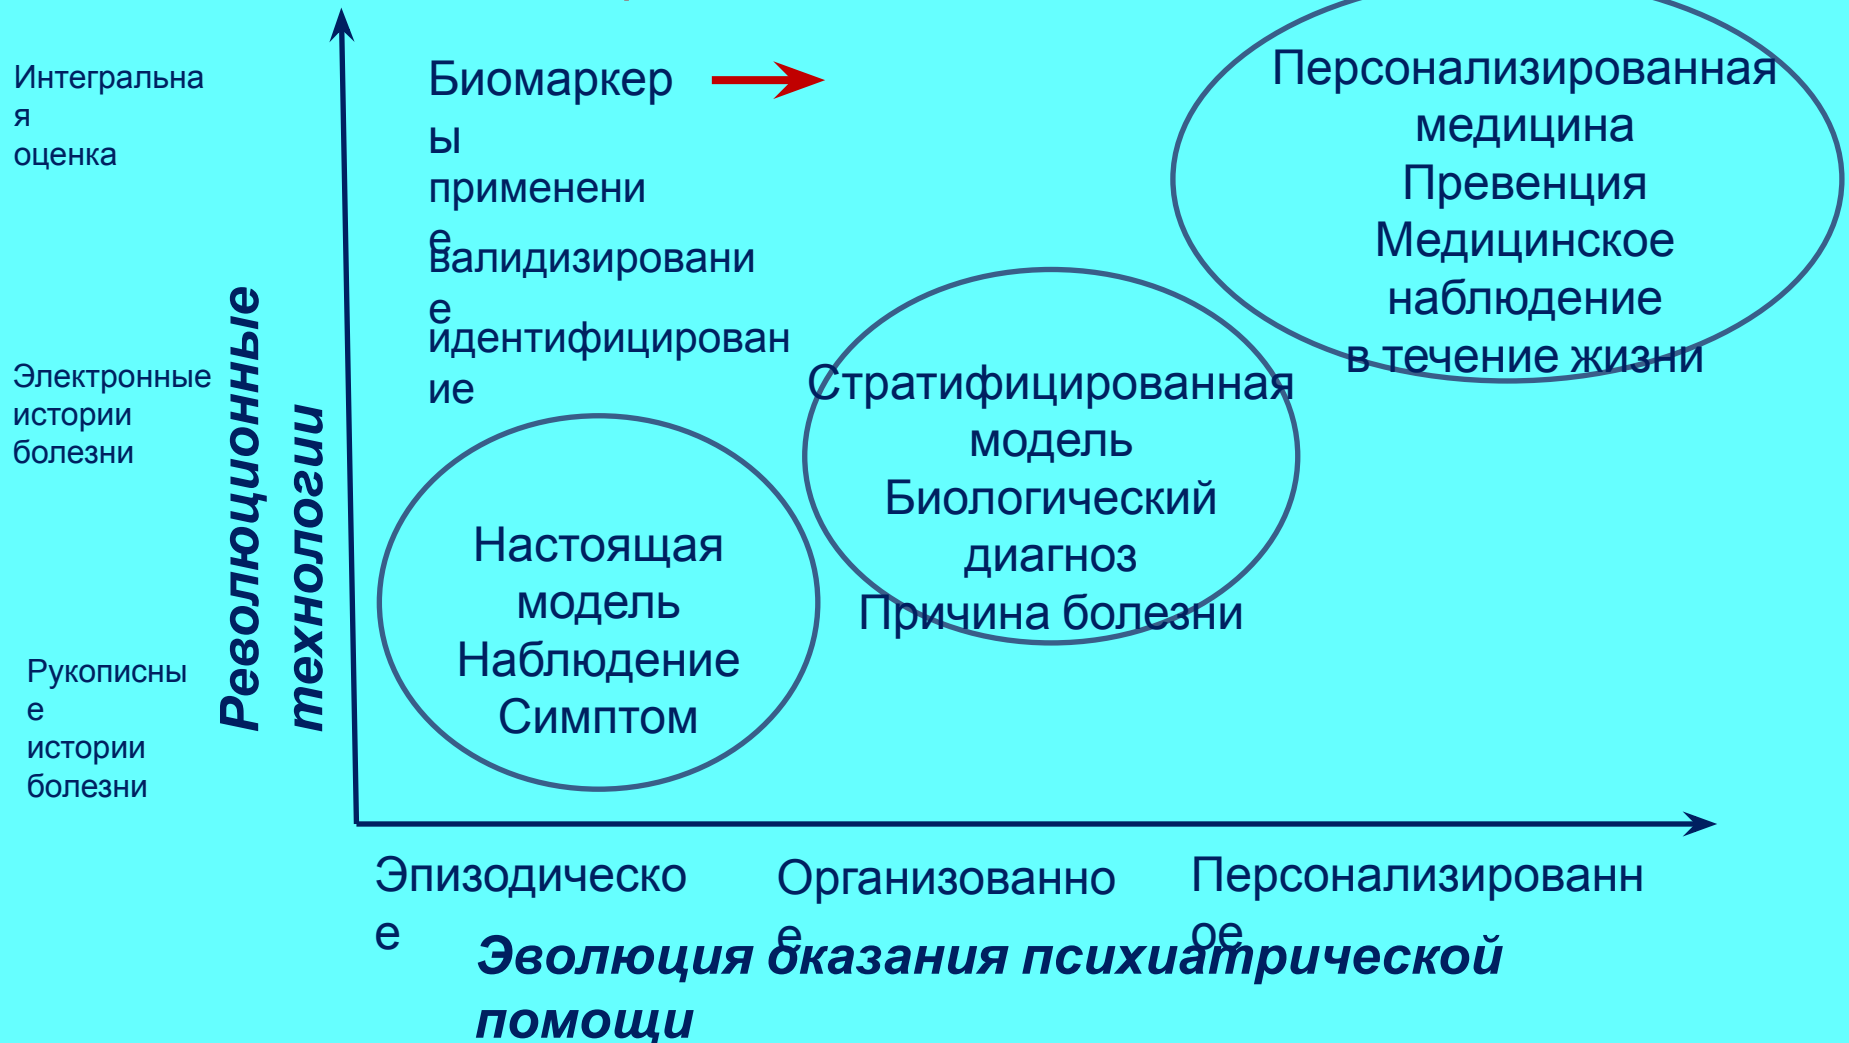 Интегральна
я
оценка
Электронные
истории
болезни
Рукописны
е
истории
болезни
Революционные
технологии
Биомаркер
ы
применени
е
валидизировани
е
идентифицирован
ие
Настоящая
модель
Наблюдение
Симптом
Стратифицированная
модель
Биологический
диагноз
Причина болезни
Персонализированная
медицина
Превенция
Медицинское
наблюдение
в течение жизни
Эпизодическо
е
Организованно
е
Персонализированн
ое
Эволюция оказания психиатрической
помощи